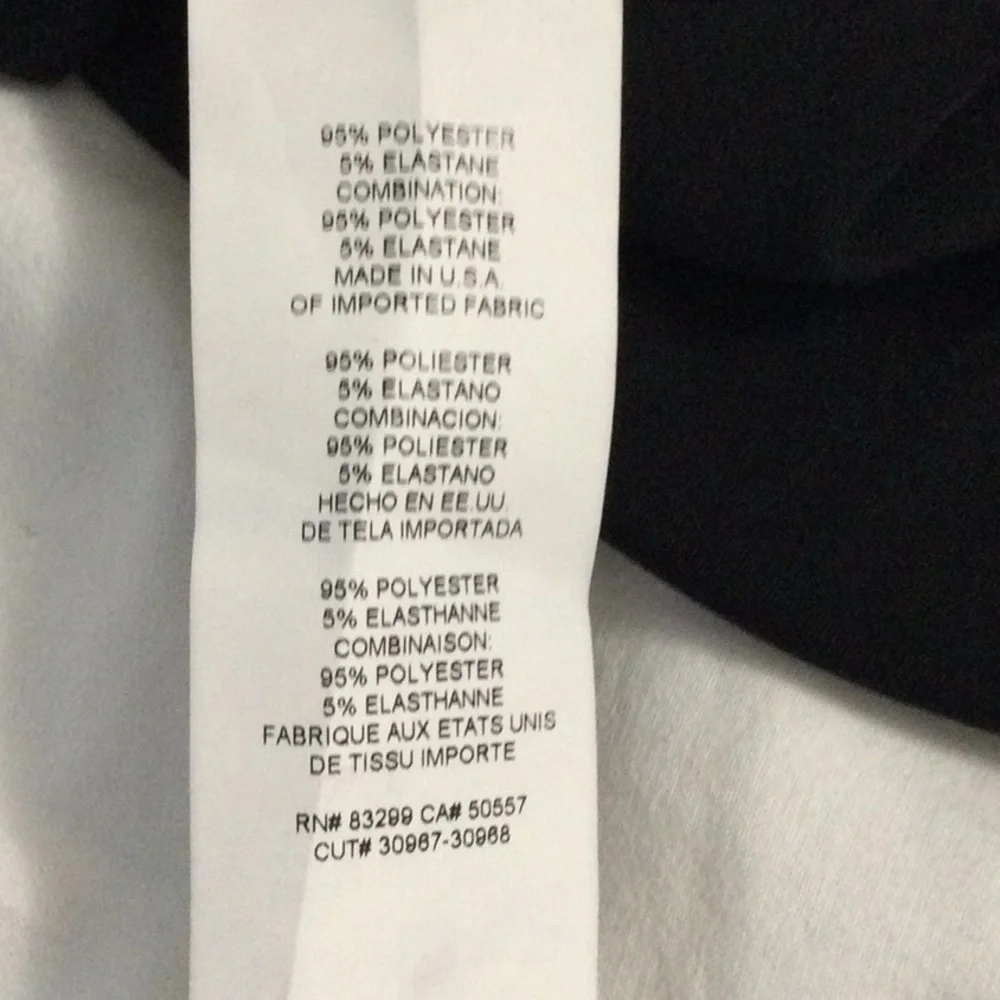 95% POLYESTER
5% ELASTANE
COMBINATION:
95% POLYESTER
5% ELASTANE
MADE IN U.S.A.
OF IMPORTED FABRIC
95% POLIESTER
5% ELASTANO
COMBINACION:
95% POLIESTER
5% ELASTANO
HECHO EN EE.UU.
DE TELA IMPORTADA
95% POLYESTER
5% ELASTHANNE
COMBINAISON:
95% POLYESTER
5% ELASTHANNE
FABRIQUE AUX ETATS UNIS
DE TISSU IMPORTE
RN# 83299 CA# 50557
CUT# 30967-30968